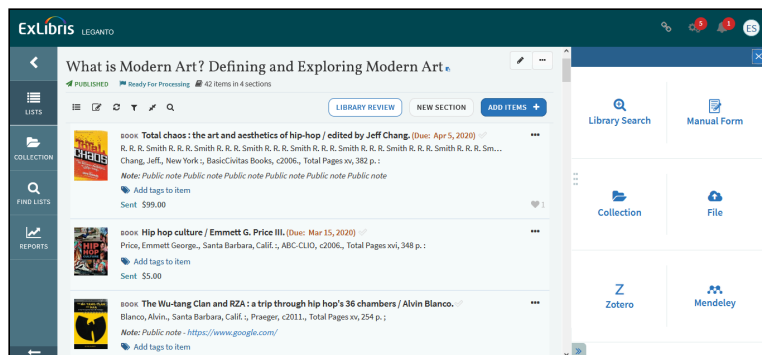 ExLibris LEGANTO
5
1
ES
What is Modern Art? Defining and Exploring Modern Art
PUBLISHED Ready For Processing 42 items in 4 sections
LISTS
COLLECTION
FIND LISTS
REPORTS
LIBRARY REVIEW NEW SECTION ADD ITEMS +
BOOK Total chaos : the art and aesthetics of hip-hop / edited by Jeff Chang. (Due: Apr 5, 2020)
R. R. R. Smith R. R. R. Smith R. R. R. Smith R. R. R. Smith R. R. R. Smith R. R. R. Smith R. R. R. Sm...
Chang, Jeff., New York :, BasicCivitas Books, c2006., Total Pages xv, 382 p. :
Note: Public note Public note Public note Public note Public note Public note
Add tags to item
Sent $99.00
1
CHAOS
BOOK Hip hop culture / Emmett G. Price III. (Due: Mar 15, 2020)
Price, Emmett George., Santa Barbara, Calif. :, ABC-CLIO, c2006., Total Pages xvi, 348 p. :
Add tags to item
Sent $5.00
HIP
HOP
BOOK The Wu-tang Clan and RZA : a trip through hip hop's 36 chambers / Alvin Blanco.
Blanco, Alvin., Santa Barbara, Calif. :, Praeger, c2011., Total Pages xv, 254 p. ;
Note: Public note - https://www.google.com/
Add tags to item
Library Search
Manual Form
Collection
File
Z
Zotero
Mendeley